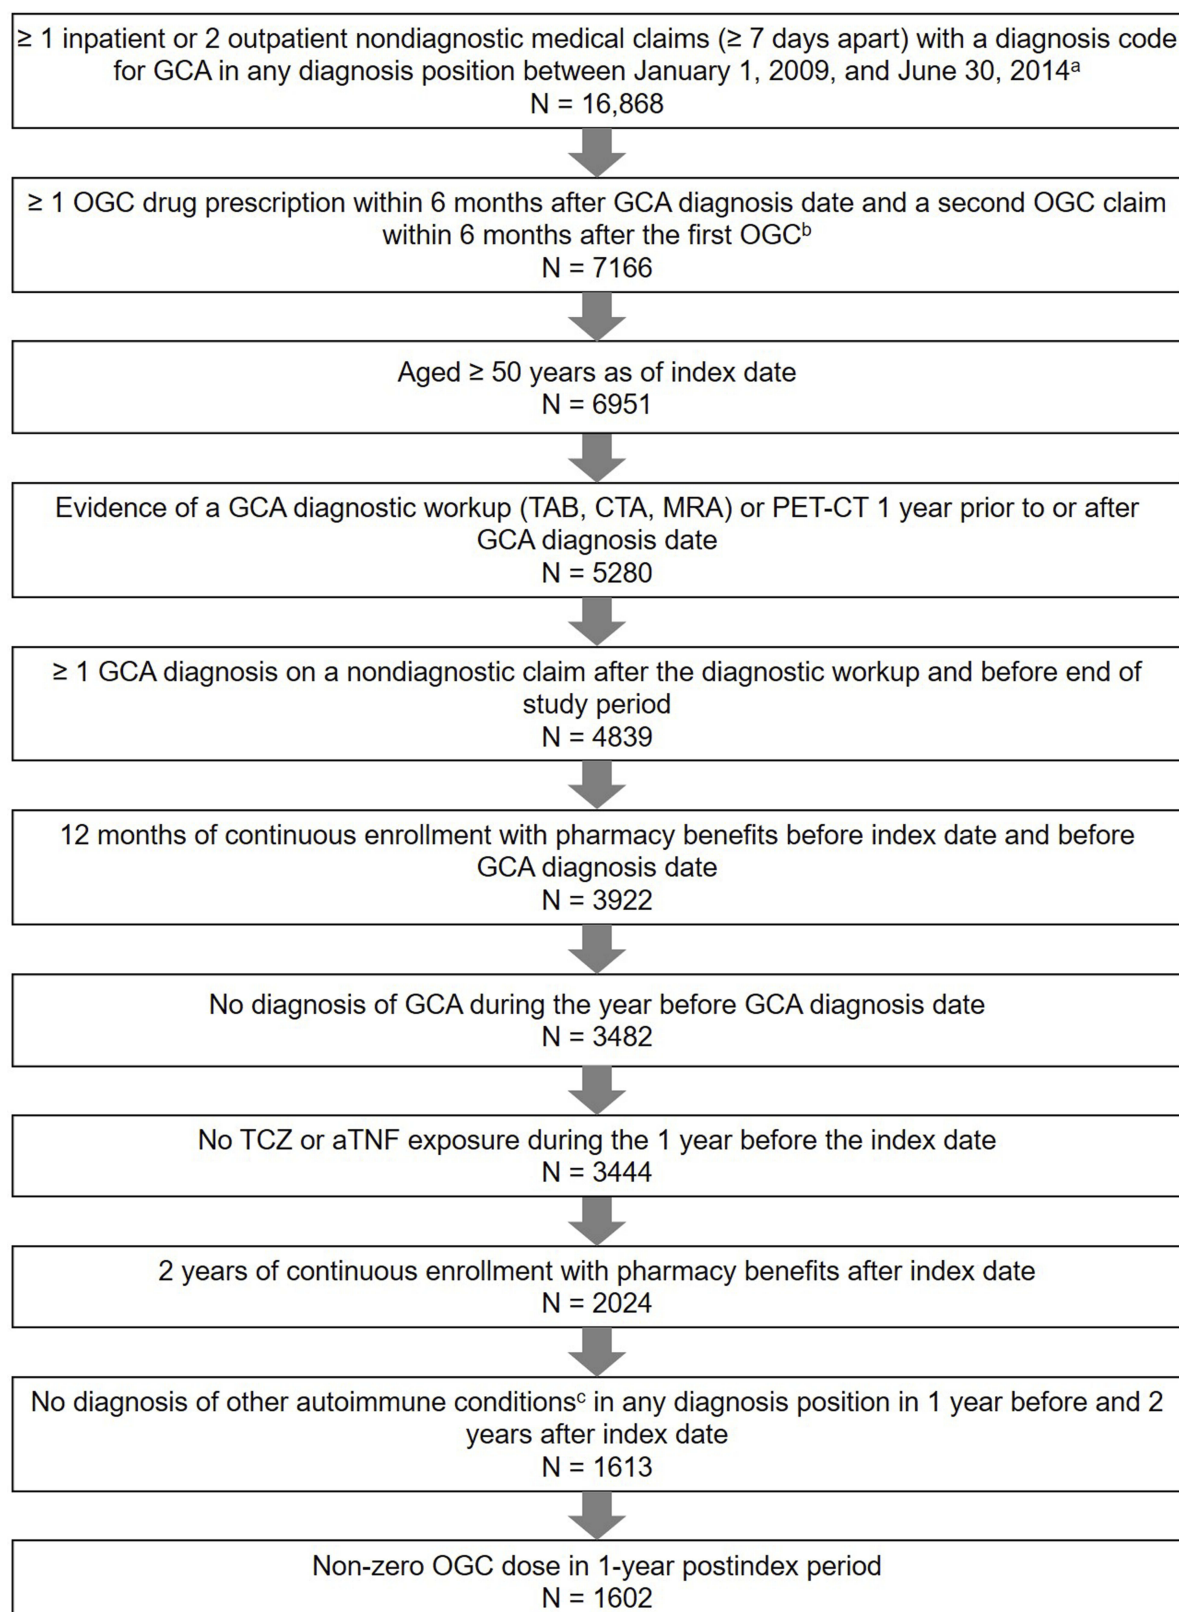 ≥ 1 inpatient or 2 outpatient nondiagnostic medical claims (≥ 7 days apart) with a diagnosis code
for GCA in any diagnosis position between January 1, 2009, and June 30, 2014ᵃ
N = 16,868
≥ 1 OGC drug prescription within 6 months after GCA diagnosis date and a second OGC claim
within 6 months after the first OGCᵇ
N = 7166
Aged ≥ 50 years as of index date
N = 6951
Evidence of a GCA diagnostic workup (TAB, CTA, MRA) or PET-CT 1 year prior to or after
GCA diagnosis date
N = 5280
≥ 1 GCA diagnosis on a nondiagnostic claim after the diagnostic workup and before end of
study period
N = 4839
12 months of continuous enrollment with pharmacy benefits before index date and before
GCA diagnosis date
N = 3922
No diagnosis of GCA during the year before GCA diagnosis date
N = 3482
No TCZ or aTNF exposure during the 1 year before the index date
N = 3444
2 years of continuous enrollment with pharmacy benefits after index date
N = 2024
No diagnosis of other autoimmune conditionsᶜ in any diagnosis position in 1 year before and 2
years after index date
N = 1613
Non-zero OGC dose in 1-year postindex period
N = 1602